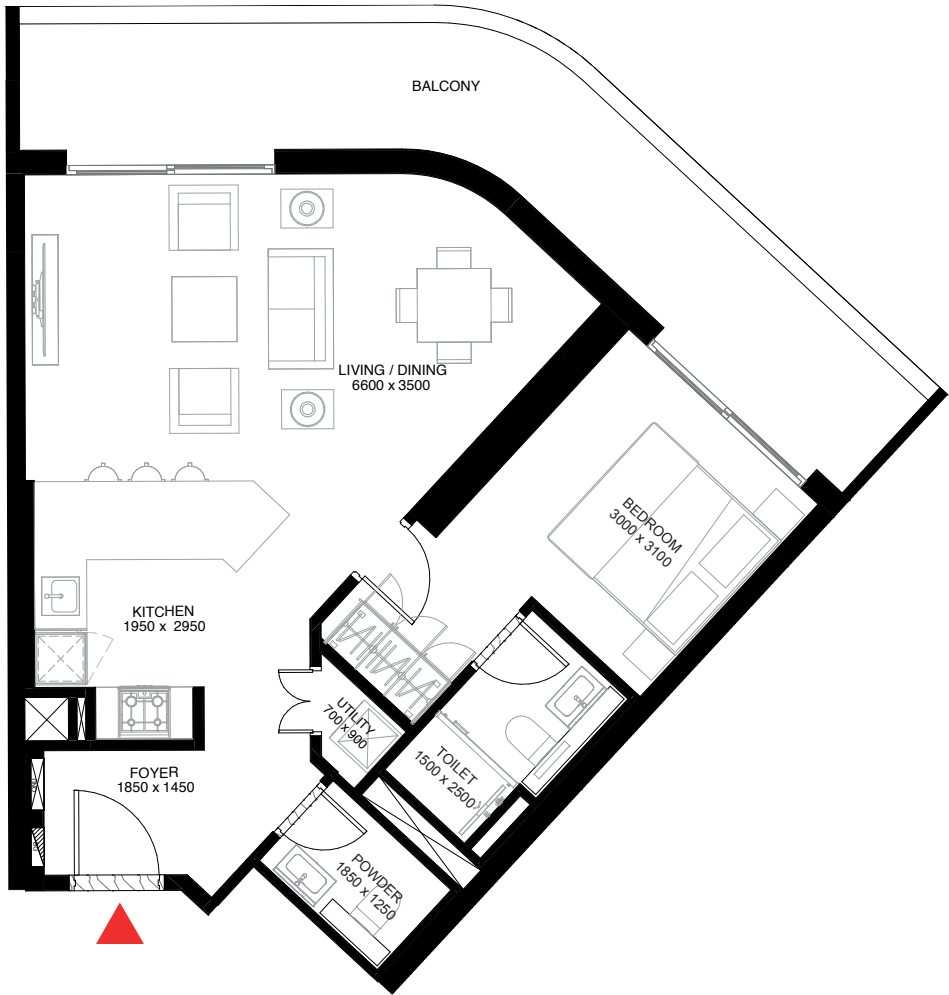 BALCONY
LIVING / DINING
6600 x 3500
BEDROOM
3000 x 3100
KITCHEN
1950 x 2950
UTILITY
700 x 900
TOILET
1500 x 2500
FOYER
1850 x 1450
POWDER
1850 x 1250